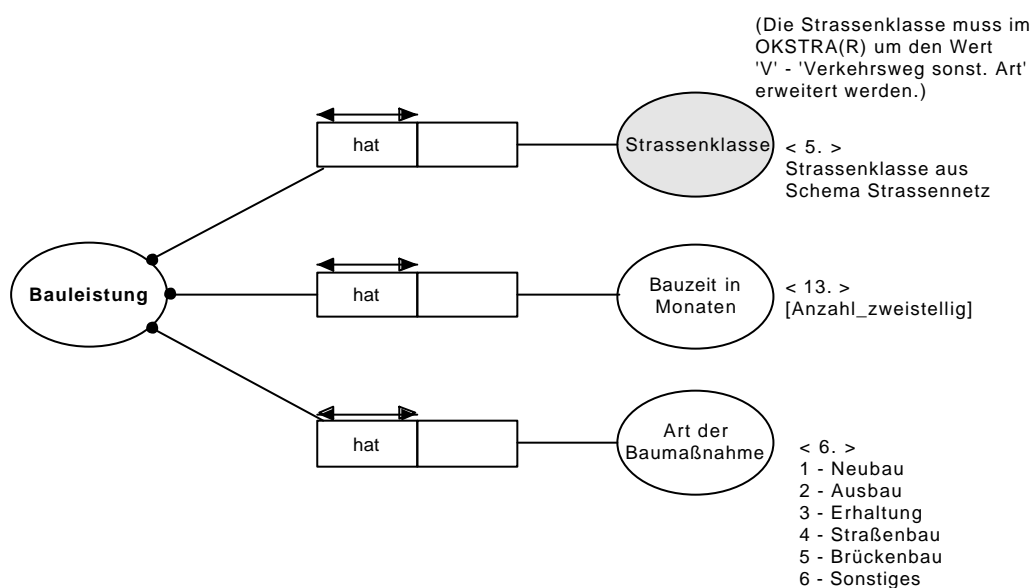 (Die Strassenklasse muss im
OKSTRA(R) um den Wert
'V' - 'Verkehrsweg sonst. Art'
erweitert werden.)
hat
Strassenklasse
< 5. >
Strassenklasse aus
Schema Strassennetz
Bauleistung
hat
Bauzeit in
Monaten
< 13. >
[Anzahl_zweistellig]
hat
Art der
Baumaßnahme
< 6. >
1 - Neubau
2 - Ausbau
3 - Erhaltung
4 - Straßenbau
5 - Brückenbau
6 - Sonstiges